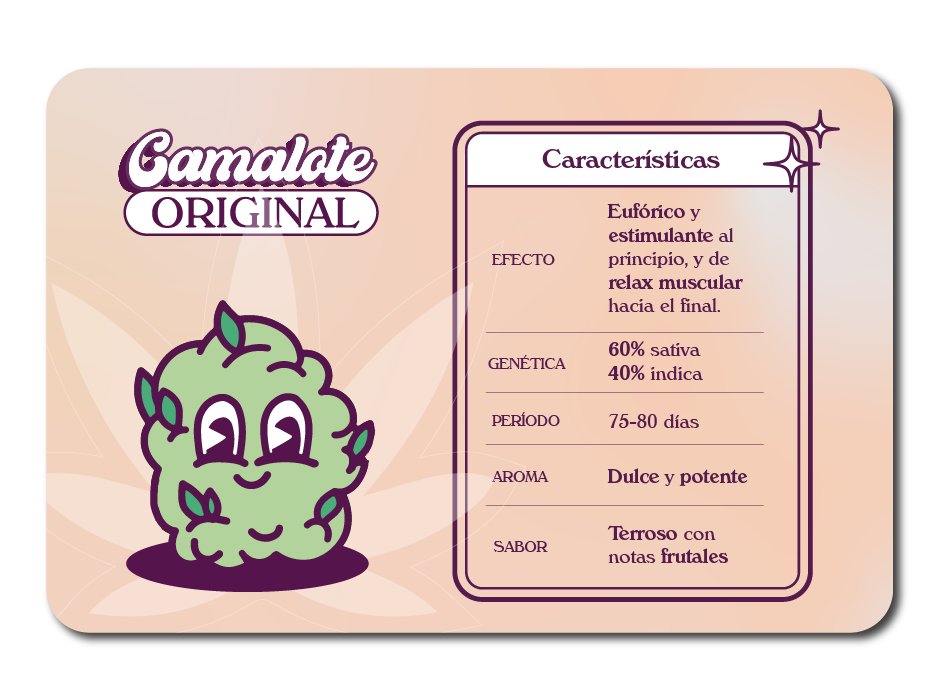 Camalote
ORIGINAL
Características
EFECTO
Eufórico y
estimulante al
principio, y de
relax muscular
hacia el final.
GENÉTICA
60% sativa
40% indica
PERÍODO
75-80 días
AROMA
Dulce y potente
SABOR
Terroso con
notas frutales